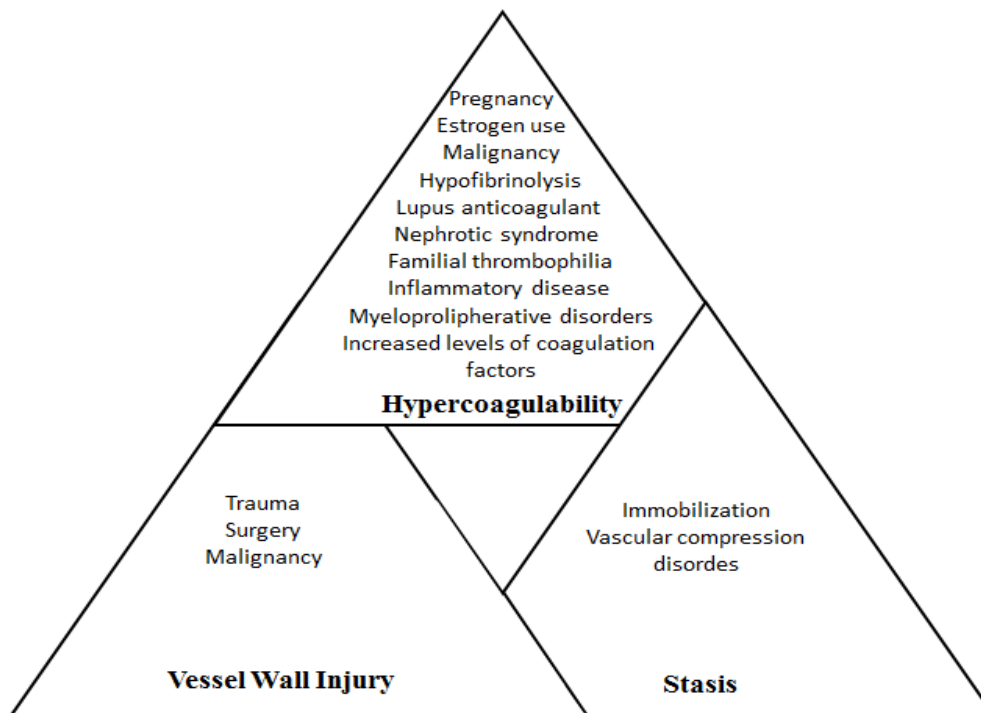 Pregnancy
Estrogen use
Malignancy
Hypofibrinolysis
Lupus anticoagulant
Nephrotic syndrome
Familial thrombophilia
Inflammatory disease
Myeloprolipherative disorders
Increased levels of coagulation
factors
Hypercoagulability
Trauma
Surgery
Malignancy
Vessel Wall Injury
Immobilization
Vascular compression
disordes
Stasis